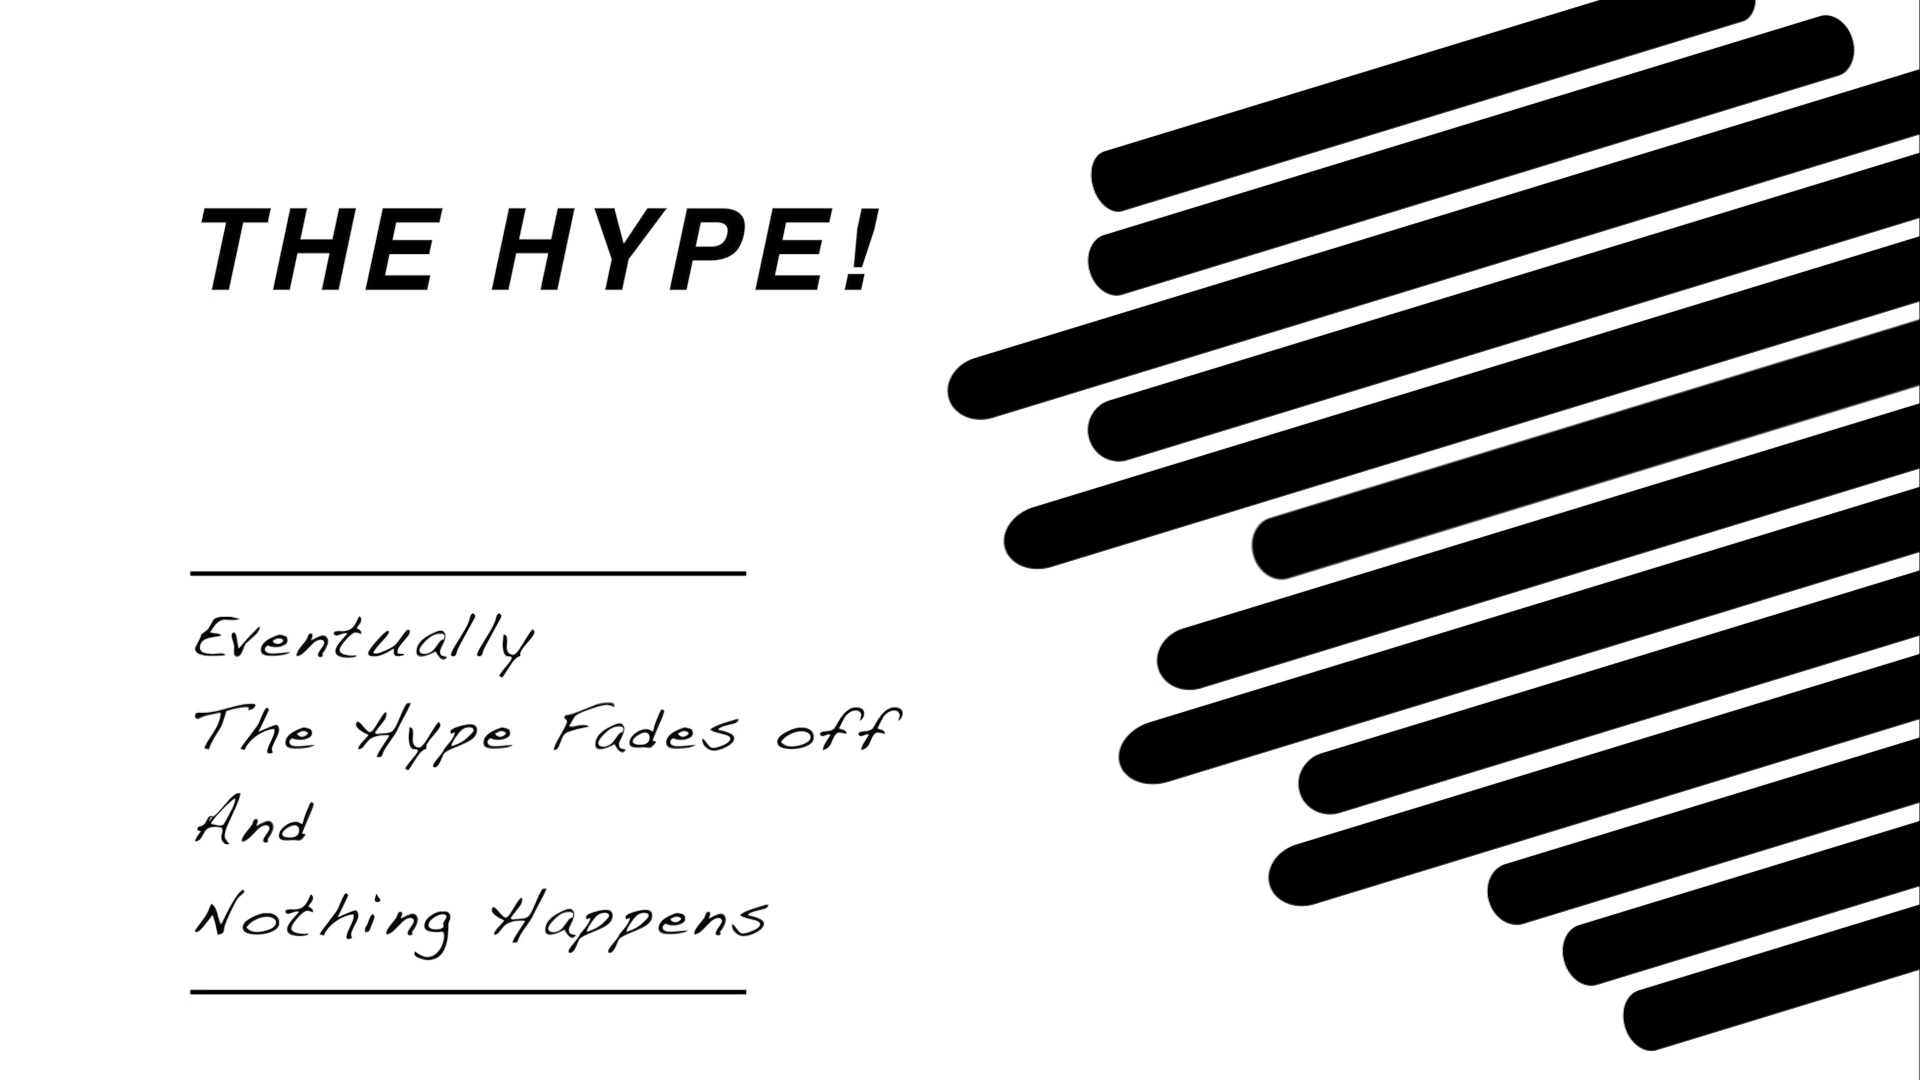 THE HYPE!
Eventually
The Hype Fades off
And
Nothing Happens